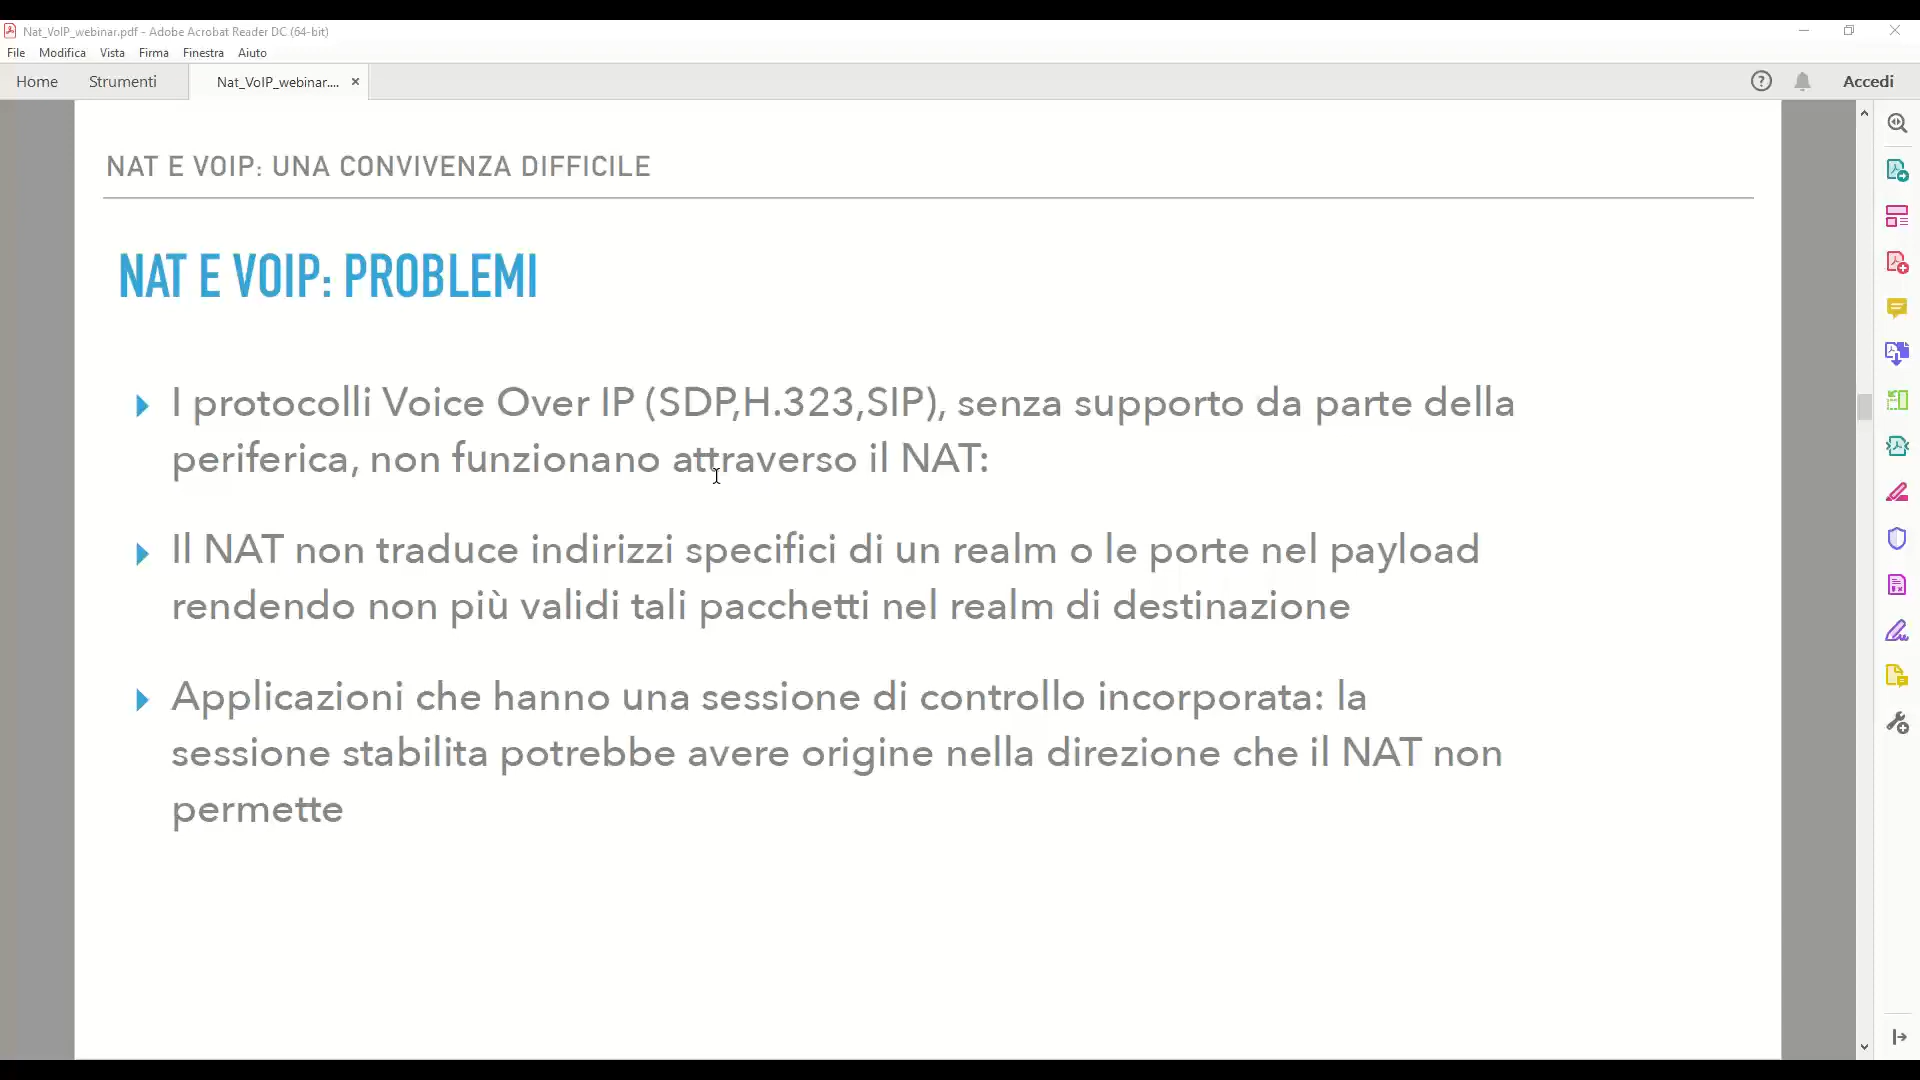 Nat_VoIP_webinar.pdf - Adobe Acrobat Reader DC (64-bit)
File Modifica Vista Firma Finestra Aiuto
Home Strumenti Nat_VoIP_webinar.... × Accedi
NAT E VOIP: UNA CONVIVENZA DIFFICILE
NAT E VOIP: PROBLEMI
I protocolli Voice Over IP (SDP,H.323,SIP), senza supporto da parte della
periferica, non funzionano attraverso il NAT:
Il NAT non traduce indirizzi specifici di un realm o le porte nel payload
rendendo non più validi tali pacchetti nel realm di destinazione
Applicazioni che hanno una sessione di controllo incorporata: la
sessione stabilita potrebbe avere origine nella direzione che il NAT non
permette